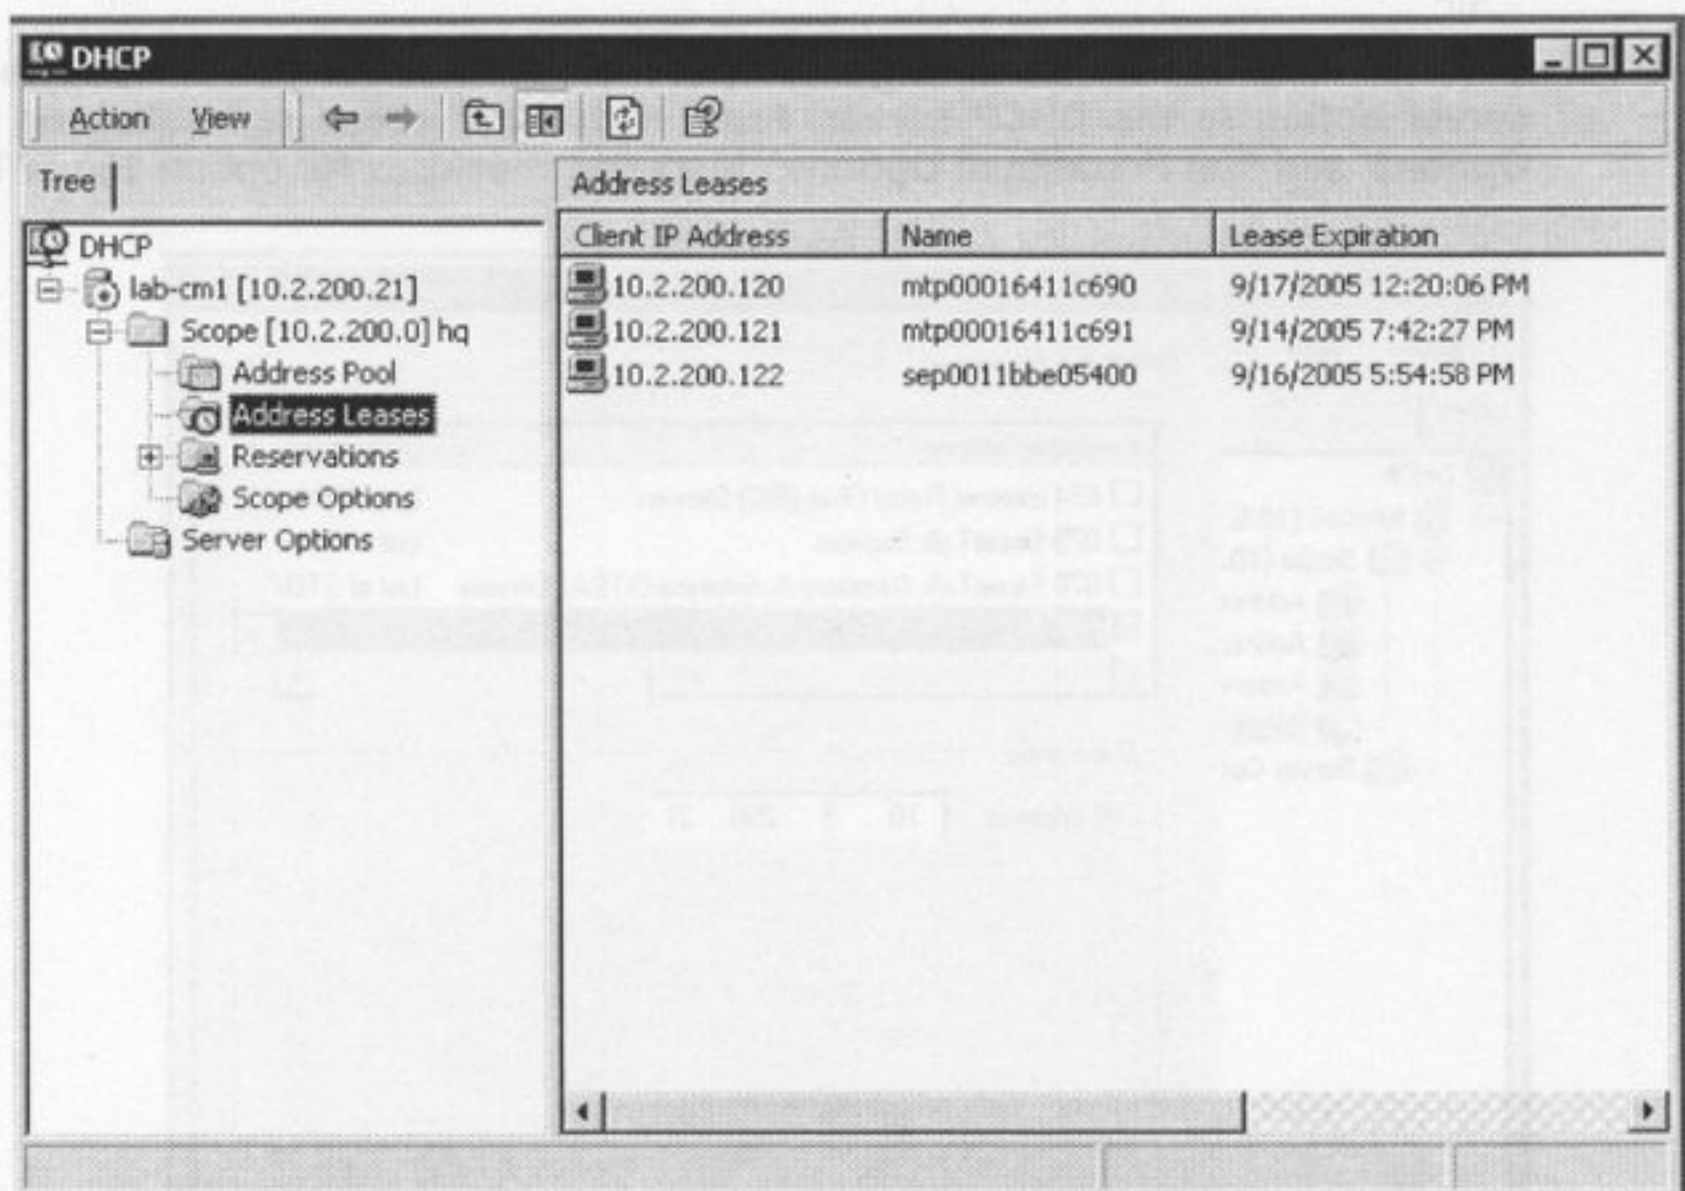 DHCP
Action View
Tree
Address Leases
DHCP
lab-cm1 [10.2.200.21]
Scope [10.2.200.0] hq
Address Pool
Address Leases
Reservations
Scope Options
Server Options
Client IP Address Name Lease Expiration
10.2.200.120 mtp00016411c690 9/17/2005 12:20:06 PM
10.2.200.121 mtp00016411c691 9/14/2005 7:42:27 PM
10.2.200.122 sep0011bbe05400 9/16/2005 5:54:58 PM